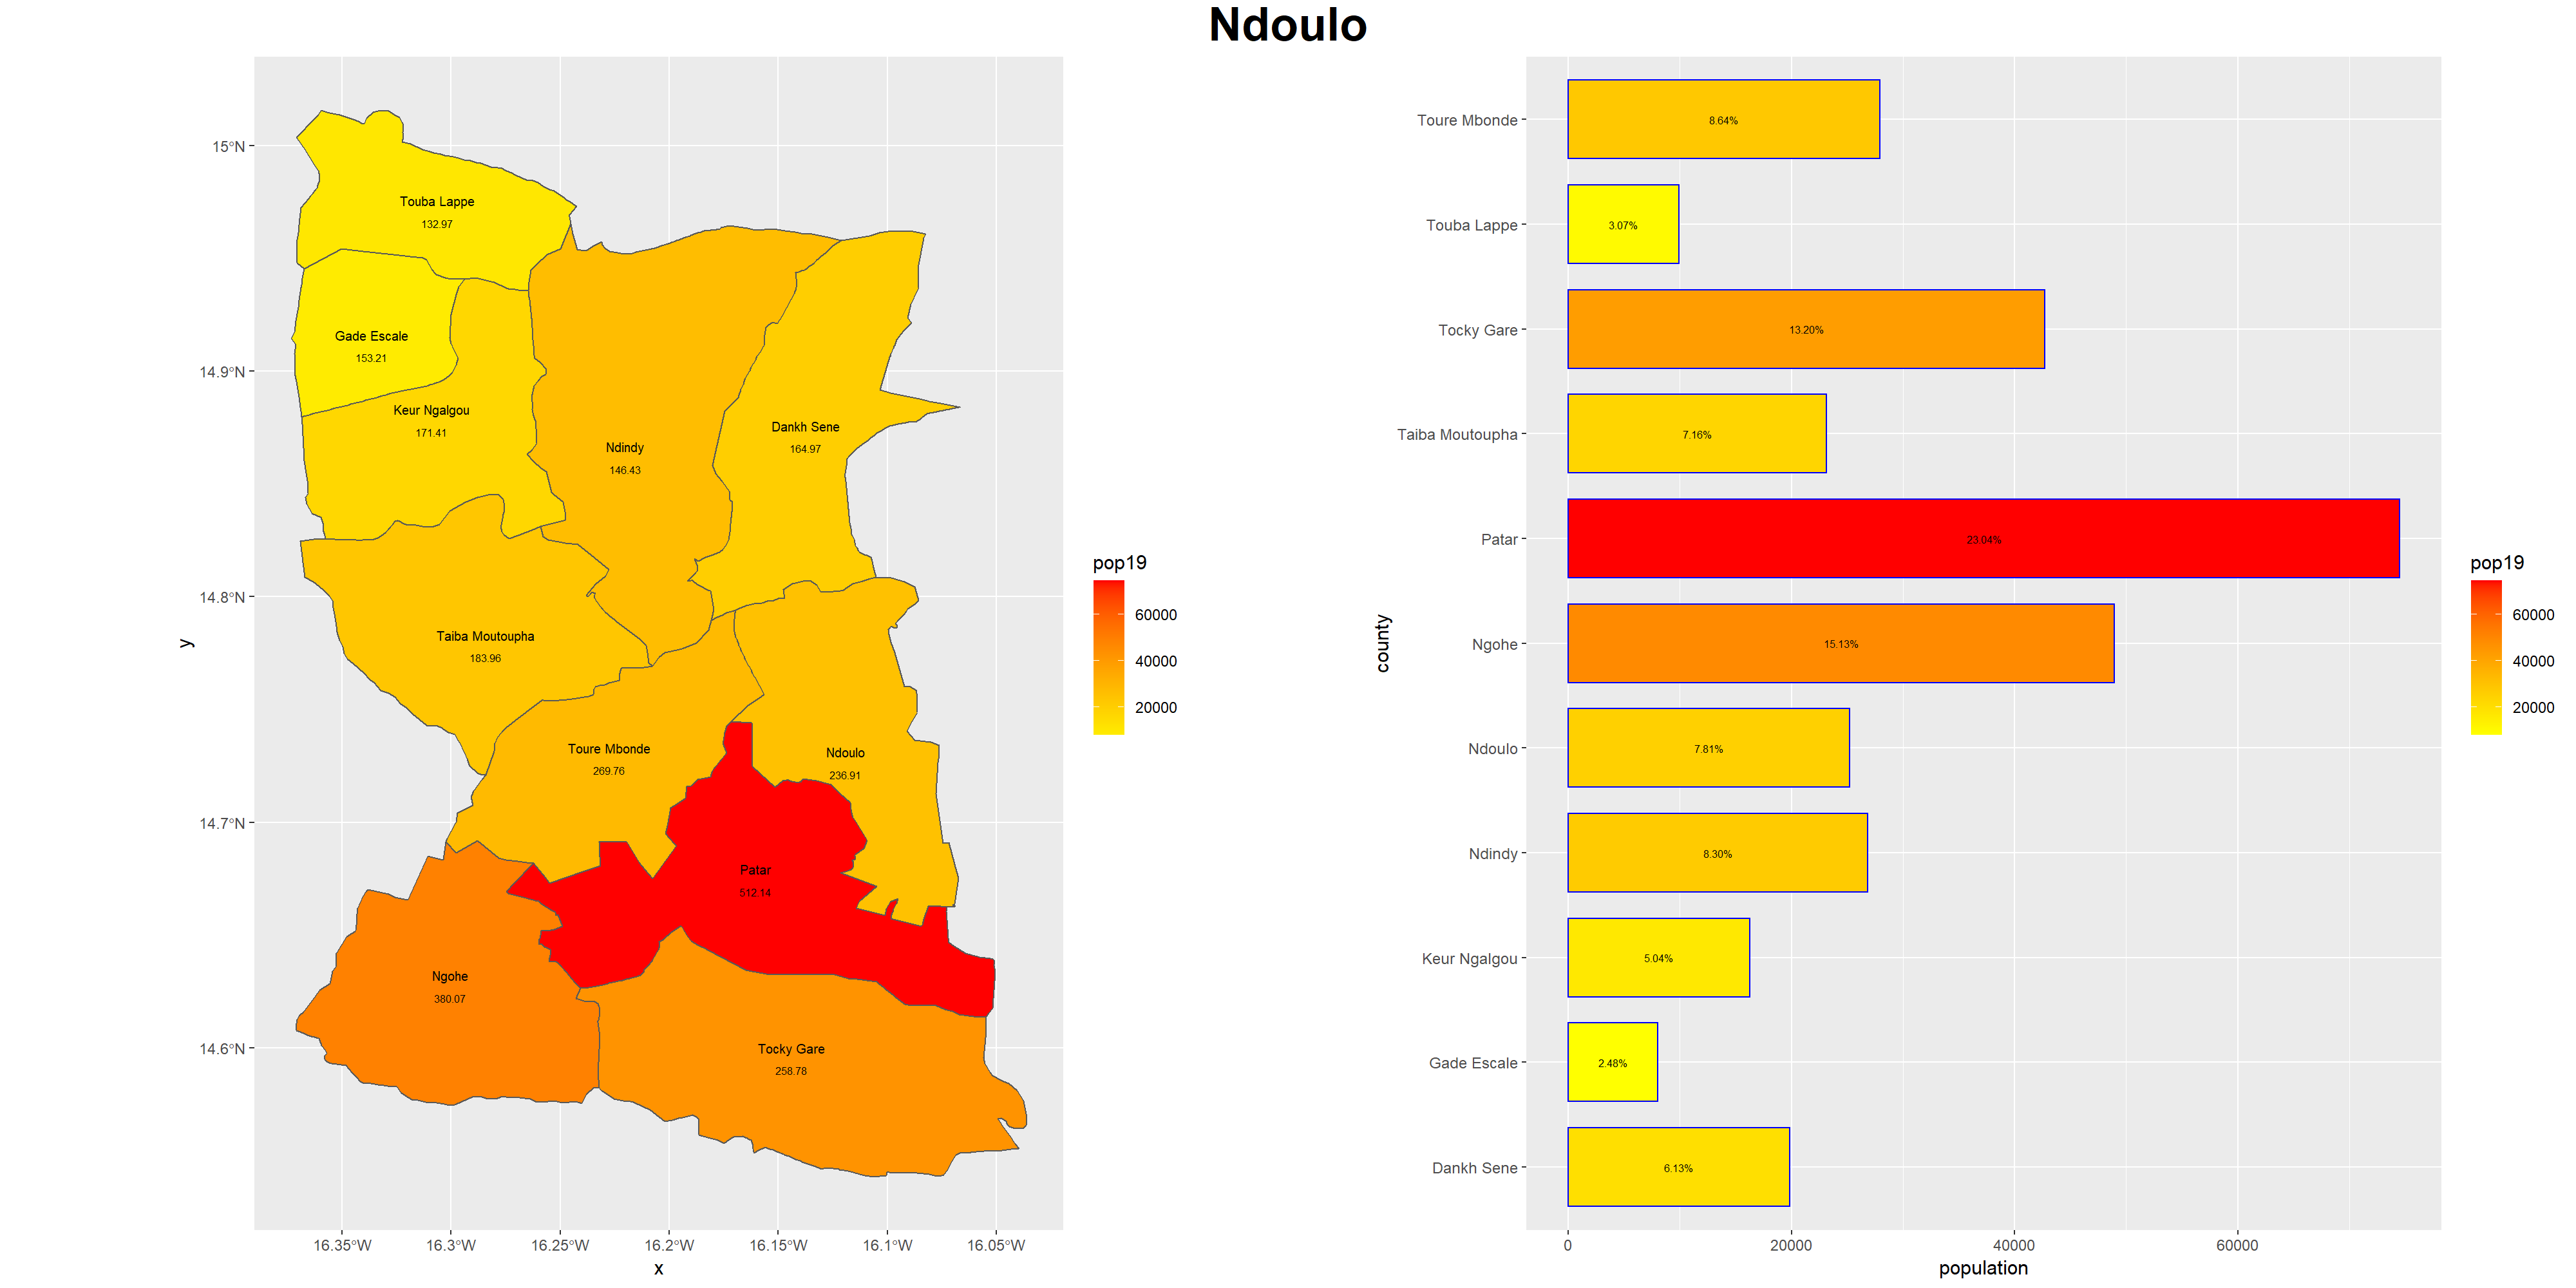 Ndoulo
15°N
14.9°N
14.8°N
14.7°N
14.6°N
y
Touba Lappe
132.97
Gade Escale
153.21
Keur Ngalgou
171.41
Dankh Sene
164.97
Ndindy
146.43
Taiba Moutoupha
183.96
Toure Mbonde
269.76
Ndoulo
236.91
Patar
512.14
Ngohe
380.07
Tocky Gare
258.78
16.35°W
16.3°W
16.25°W
16.2°W
16.15°W
16.1°W
16.05°W
x
pop19
60000
40000
20000
county
Toure Mbonde
8.64%
Touba Lappe
3.07%
Tocky Gare
13.20%
Taiba Moutoupha
7.16%
Patar
23.04%
Ngohe
15.13%
Ndoulo
7.81%
Ndindy
8.30%
Keur Ngalgou
5.04%
Gade Escale
2.48%
Dankh Sene
6.13%
0
20000
40000
60000
population
pop19
60000
40000
20000